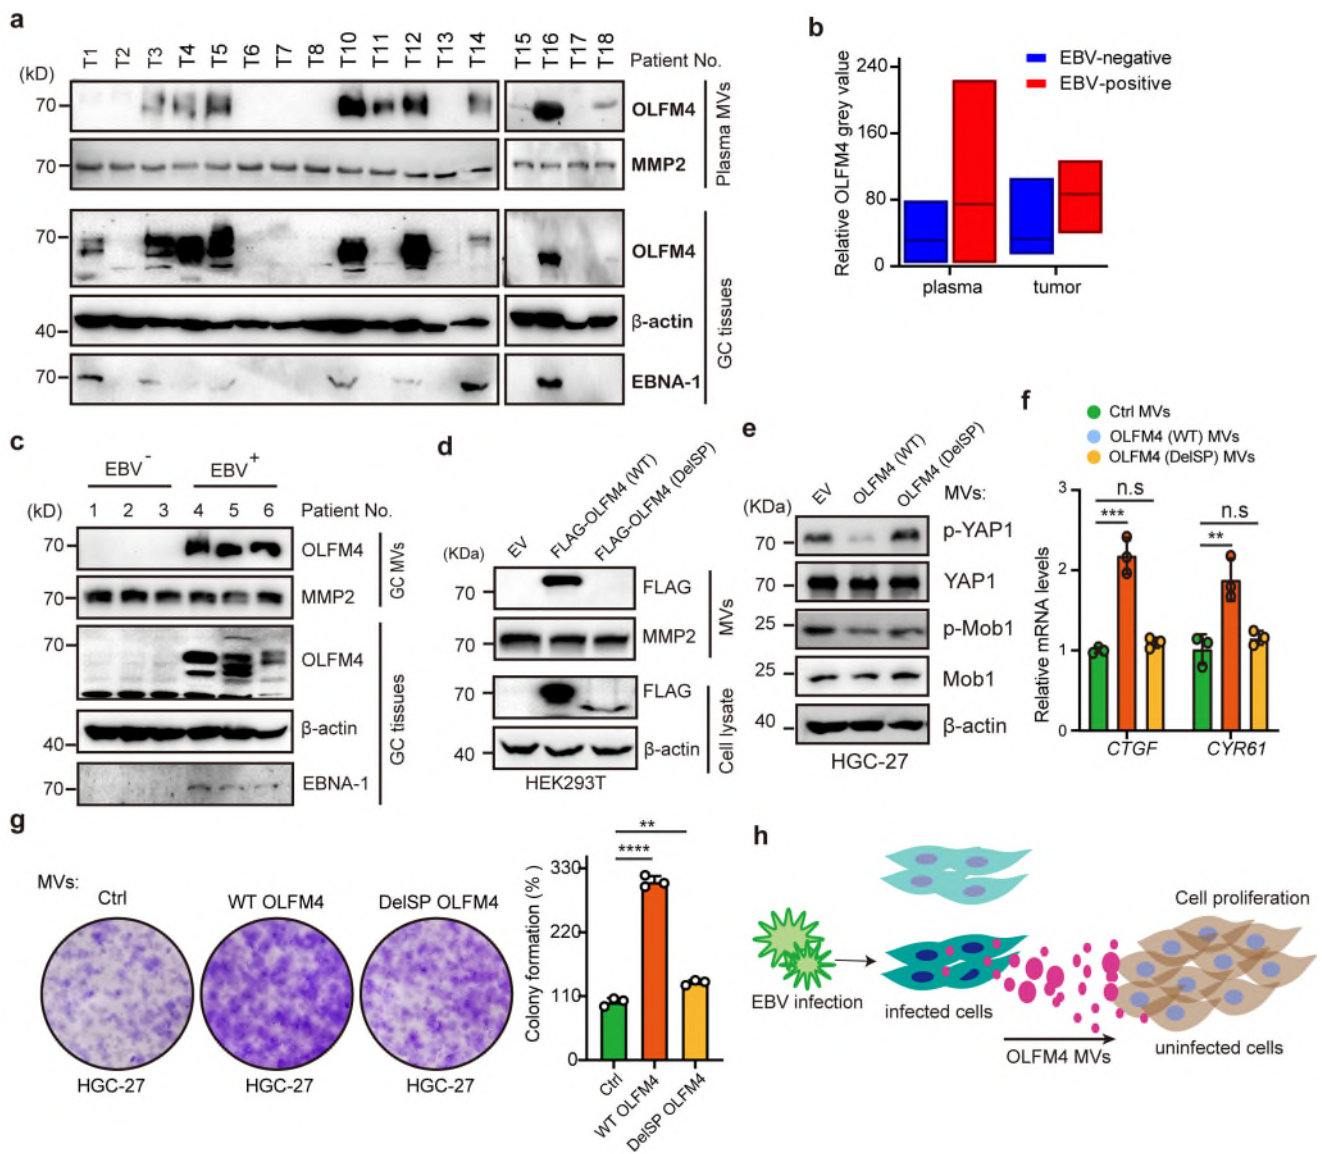 a
T1 T2 T3 T4 T5 T6 T7 T8 T10 T11 T12 T13 T14 T15 T16 T17 T18 Patient No.
(kD)
70 OLFM4
70 MMP2
Plasma MVs
70 OLFM4
40 β-actin
70 EBNA-1
GC tissues
b
EBV-negative
EBV-positive
Relative OLFM4 grey value
240
160
80
0
plasma tumor
c
EBV - EBV +
(kD) 1 2 3 4 5 6 Patient No.
70 OLFM4
70 MMP2
GC MVs
70 OLFM4
40 β-actin
70 EBNA-1
GC tissues
d
EV FLAG-OLFM4 (WT) FLAG-OLFM4 (DelSP)
(KDa)
70 FLAG
70 MMP2
MVs
70 FLAG
40 β-actin
Cell lysate
HEK293T
e
EV OLFM4 (WT) OLFM4 (DelSP) MVs:
(KDa)
70 p-YAP1
70 YAP1
25 p-Mob1
25 Mob1
40 β-actin
HGC-27
f
Ctrl MVs
OLFM4 (WT) MVs
OLFM4 (DelSP) MVs
Relative mRNA levels
3
2
1
0
n.s
***
n.s
**
CTGF CYR61
g
MVs:
Ctrl WT OLFM4 DelSP OLFM4
HGC-27 HGC-27 HGC-27
Colony formation (% )
330
220
110
0
**
****
Ctrl WT OLFM4 DelSP OLFM4
h
Cell proliferation
EBV infection
infected cells
OLFM4 MVs
uninfected cells